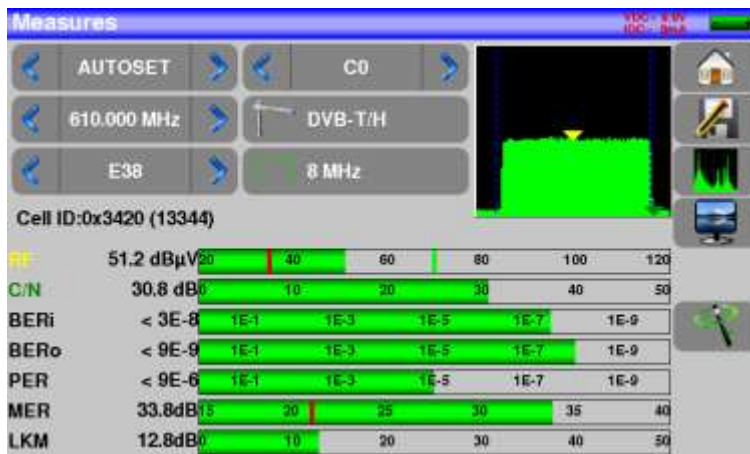 Measures
AUTOSET C0
610.000 MHz DVB-T/H
E38 8 MHz
Cell ID:0x3420 (13344)
RF 51.2 dBµV 20 40 60 80 100 120
C/N 30.8 dB 0 10 20 30 40 50
BERi < 3E-8 1E-1 1E-3 1E-5 1E-7 1E-9
BERo < 9E-9 1E-1 1E-3 1E-5 1E-7 1E-9
PER < 9E-6 1E-1 1E-3 1E-5 1E-7 1E-9
MER 33.8dB 15 20 25 30 35 40
LKM 12.8dB 0 10 20 30 40 50